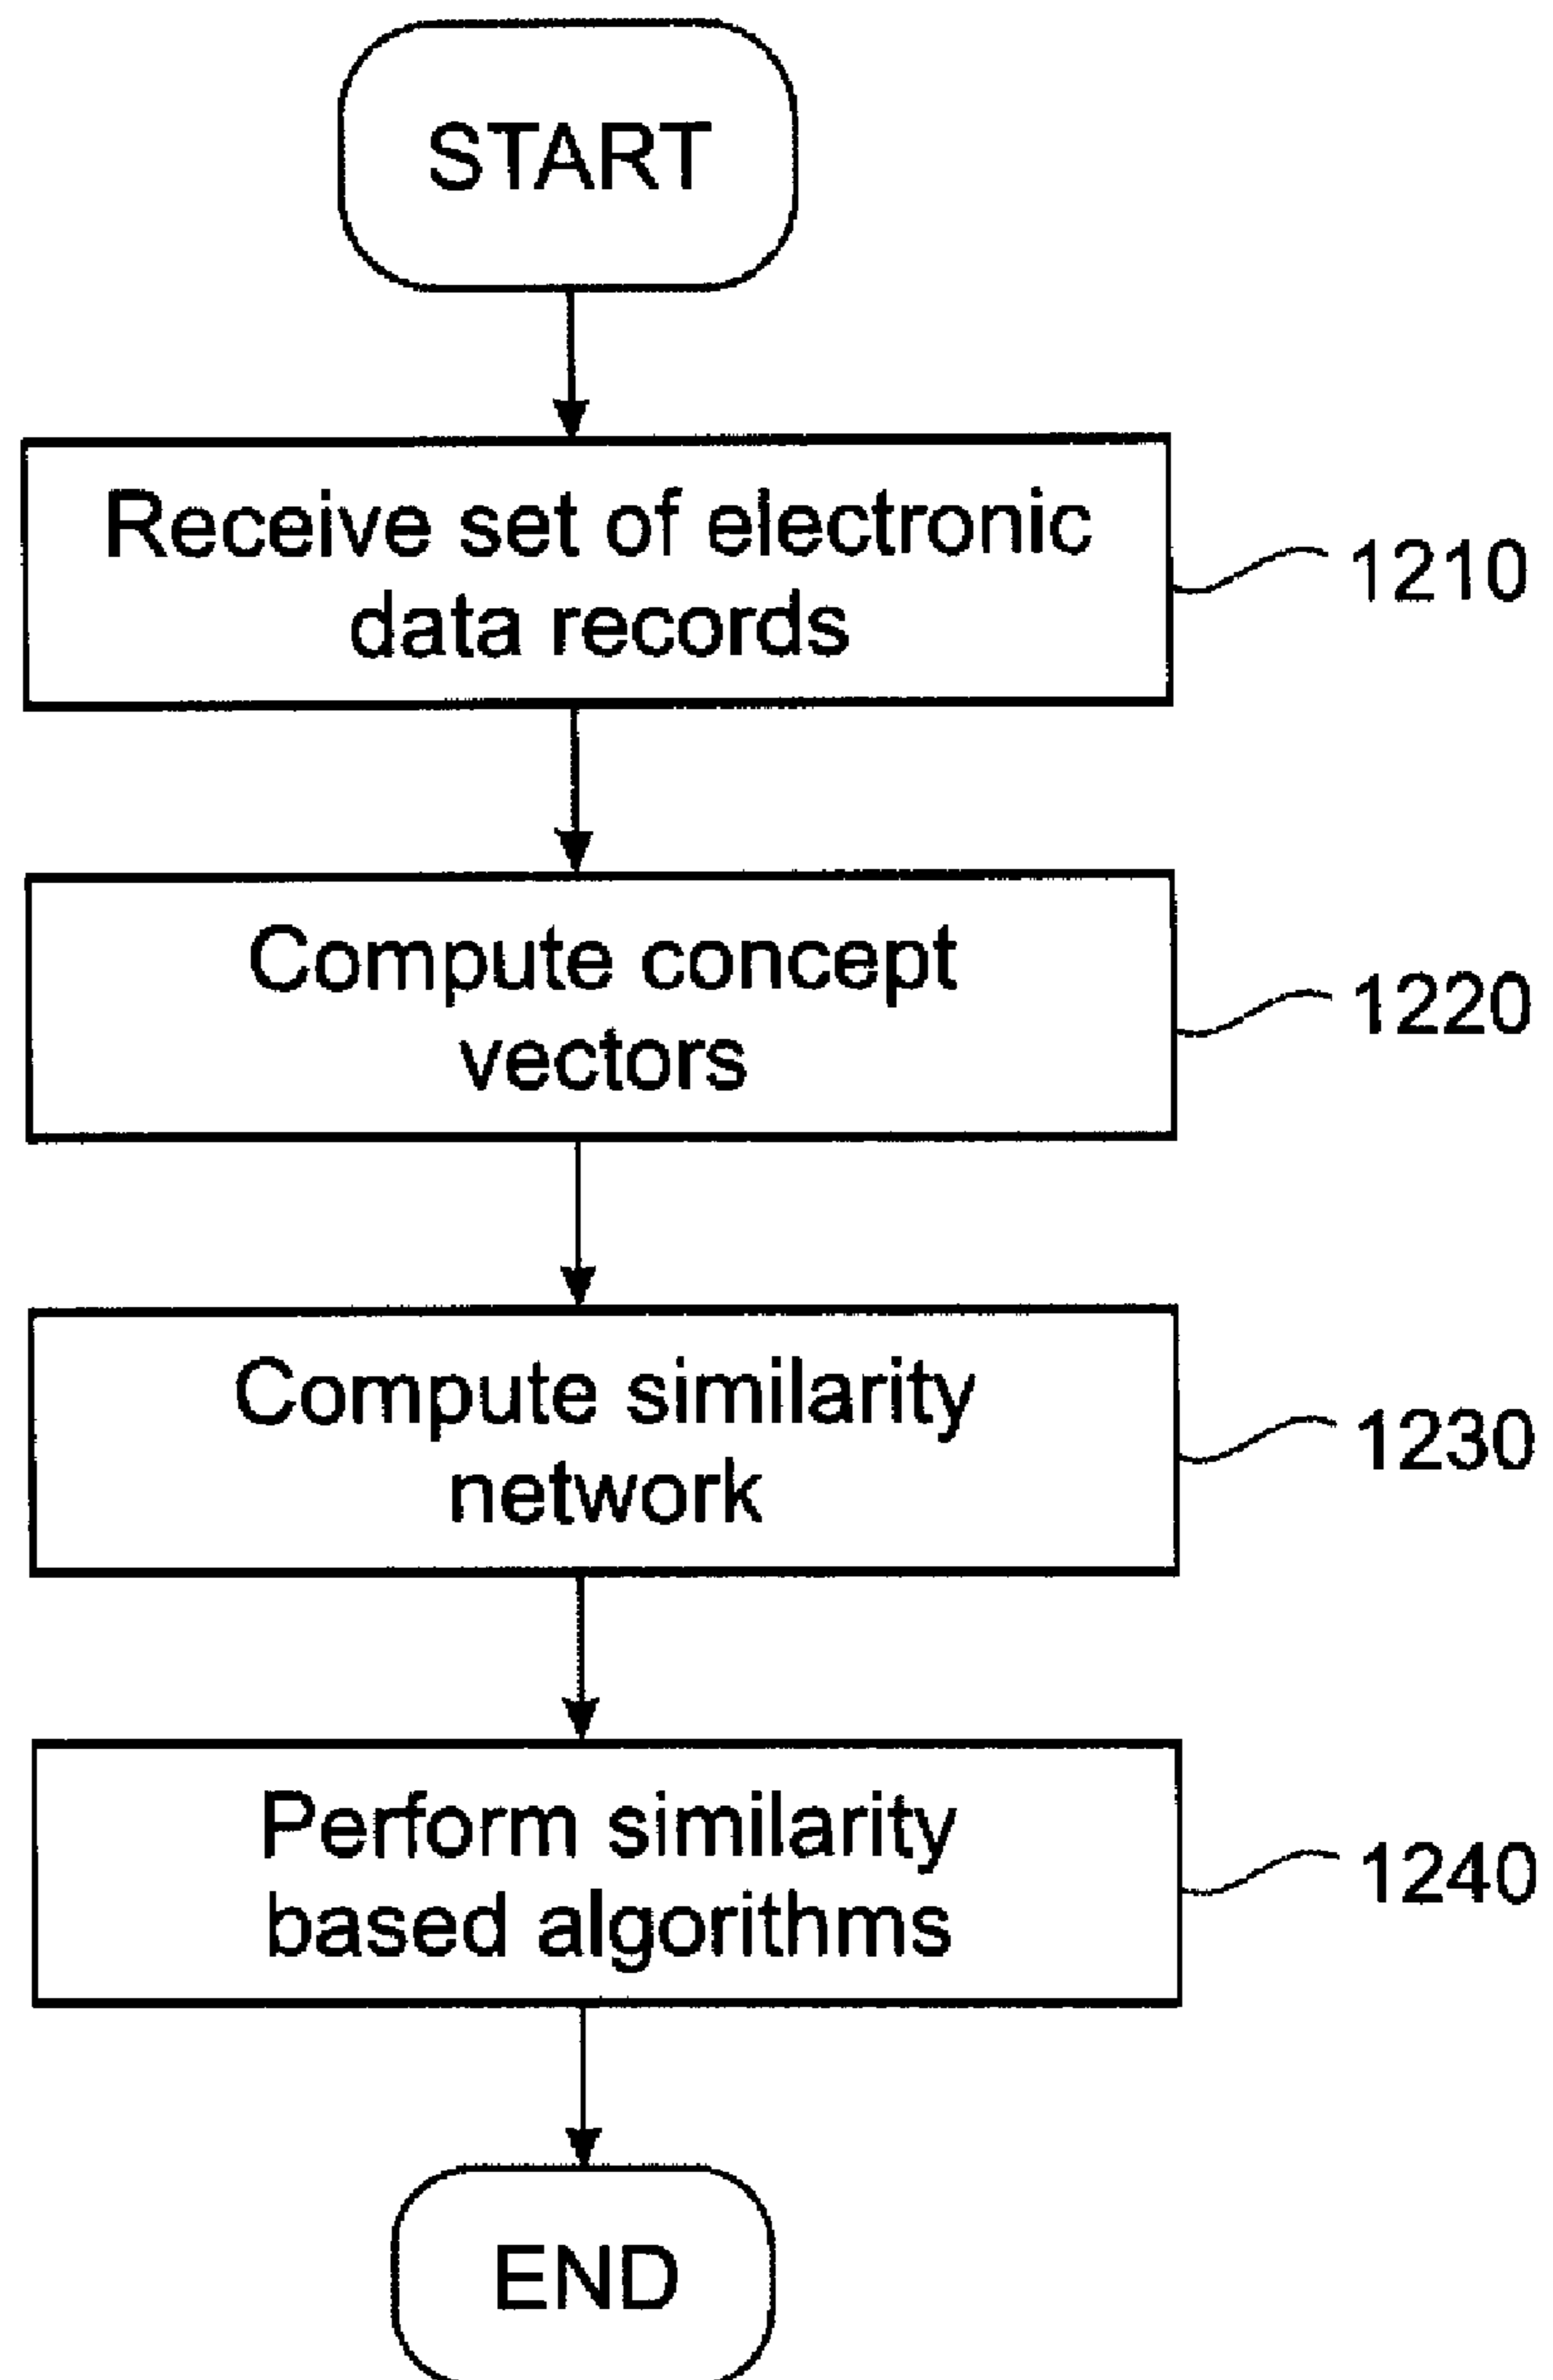 START
Receive set of electronic
data records
1210
Compute concept
vectors
1220
Compute similarity
network
1230
Perform similarity
based algorithms
1240
END